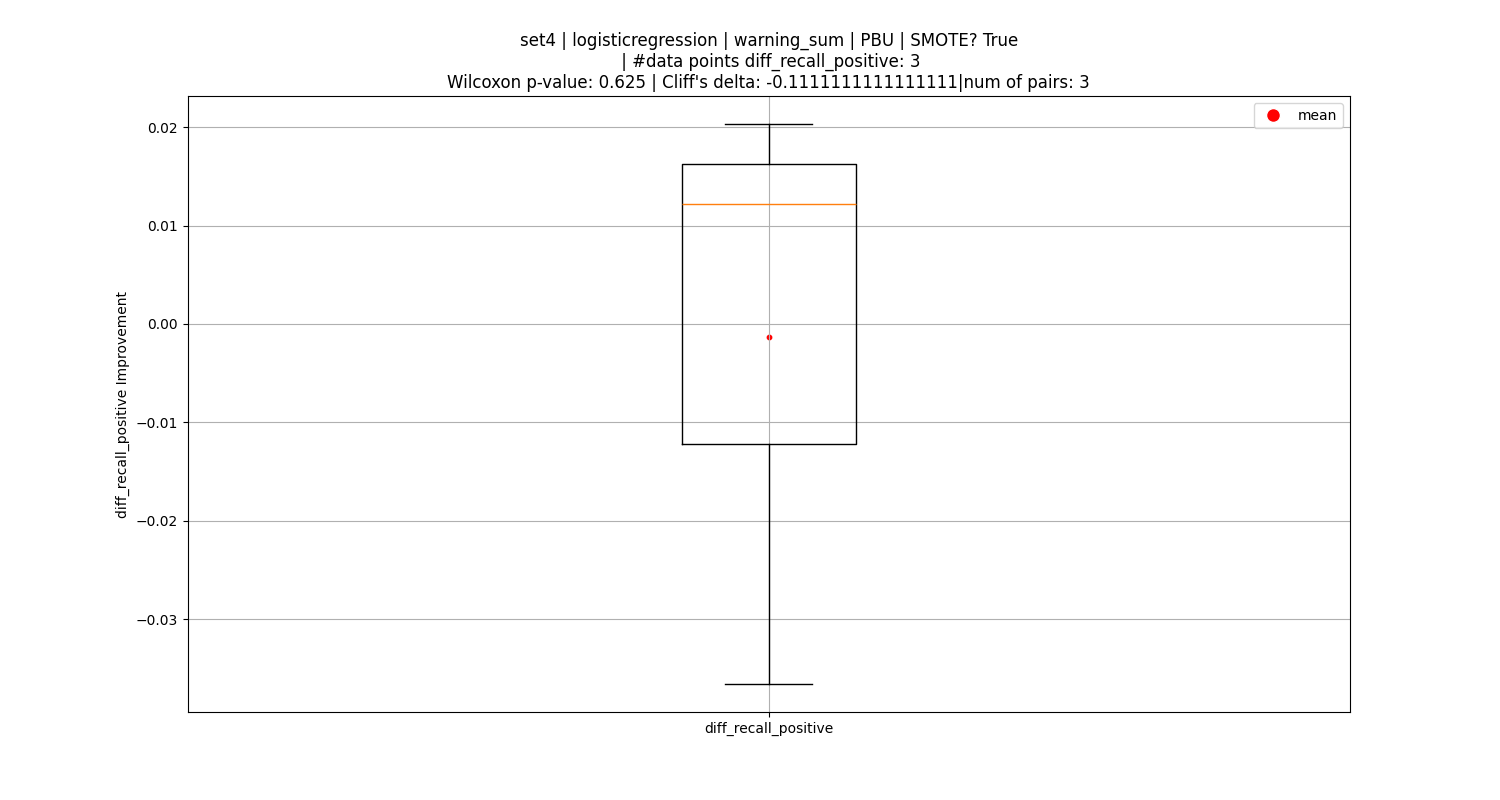 set4 | logisticregression | warning_sum | PBU | SMOTE? True
| #data points diff_recall_positive: 3
Wilcoxon p-value: 0.625 | Cliff's delta: -0.1111111111111111|num of pairs: 3
mean
0.02
0.01
0.00
−0.01
−0.02
−0.03
diff_recall_positive Improvement
diff_recall_positive